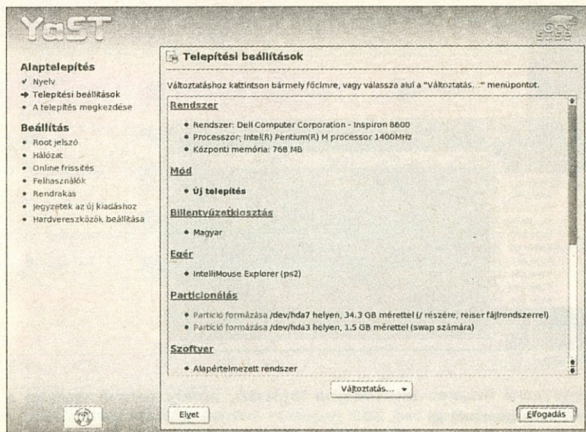 YaST
Alaptelepítés
Nyelv
Telepítési beállítások
A telepítés megkezdése
Beállítás
Root jelszó
Hálózat
Online frissítés
Felhasználók
Rendrakas
Jegyzetek az új kiadáshoz
Hardvereszközök beállítása
Telepítési beállítások
Változtatáshoz kattintson bármely főcímre, vagy válassza alul a "Változtatás..." menüpontot.
Rendszer
Rendszer: Dell Computer Corporation - Inspiron 8600
Processzor: Intel(R) Pentium(R) M processor 1400MHz
Központi memória: 768 MB
Mód
Új telepítés
Billentyűzetkiosztás
Magyar
Egér
IntelliMouse Explorer (ps2)
Particionálás
Partíció formázása /dev/hda7 helyen, 34.3 GB mérettel (/ részére, reiser fájlrendszerrel)
Partíció formázása /dev/hda3 helyen, 1.5 GB mérettel (swap számára)
Szoftver
Alapértelmezett rendszer
Változtatás...
Elvet
Elfogadás